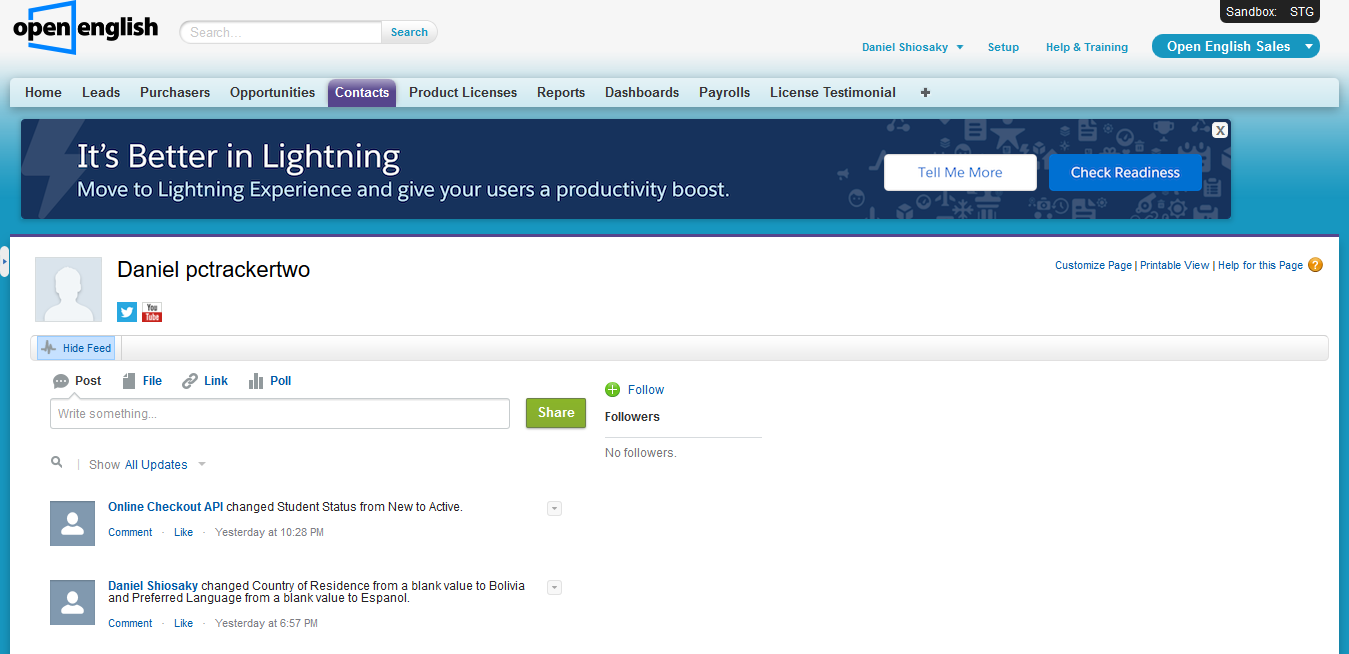 open english
Search...
Search
Sandbox: STG
Daniel Shiosaky
Setup
Help & Training
Open English Sales
Home
Leads
Purchasers
Opportunities
Contacts
Product Licenses
Reports
Dashboards
Payrolls
License Testimonial
+
X
It's Better in Lightning
Move to Lightning Experience and give your users a productivity boost.
Tell Me More
Check Readiness
Daniel pctrackertwo
Customize Page | Printable View | Help for this Page ?
You
Tube
Hide Feed
Post
File
Link
Poll
Write something...
Share
Follow
Followers
No followers.
Show All Updates
Online Checkout API changed Student Status from New to Active.
Comment · Like · Yesterday at 10:28 PM
Daniel Shiosaky changed Country of Residence from a blank value to Bolivia
and Preferred Language from a blank value to Espanol.
Comment · Like · Yesterday at 6:57 PM